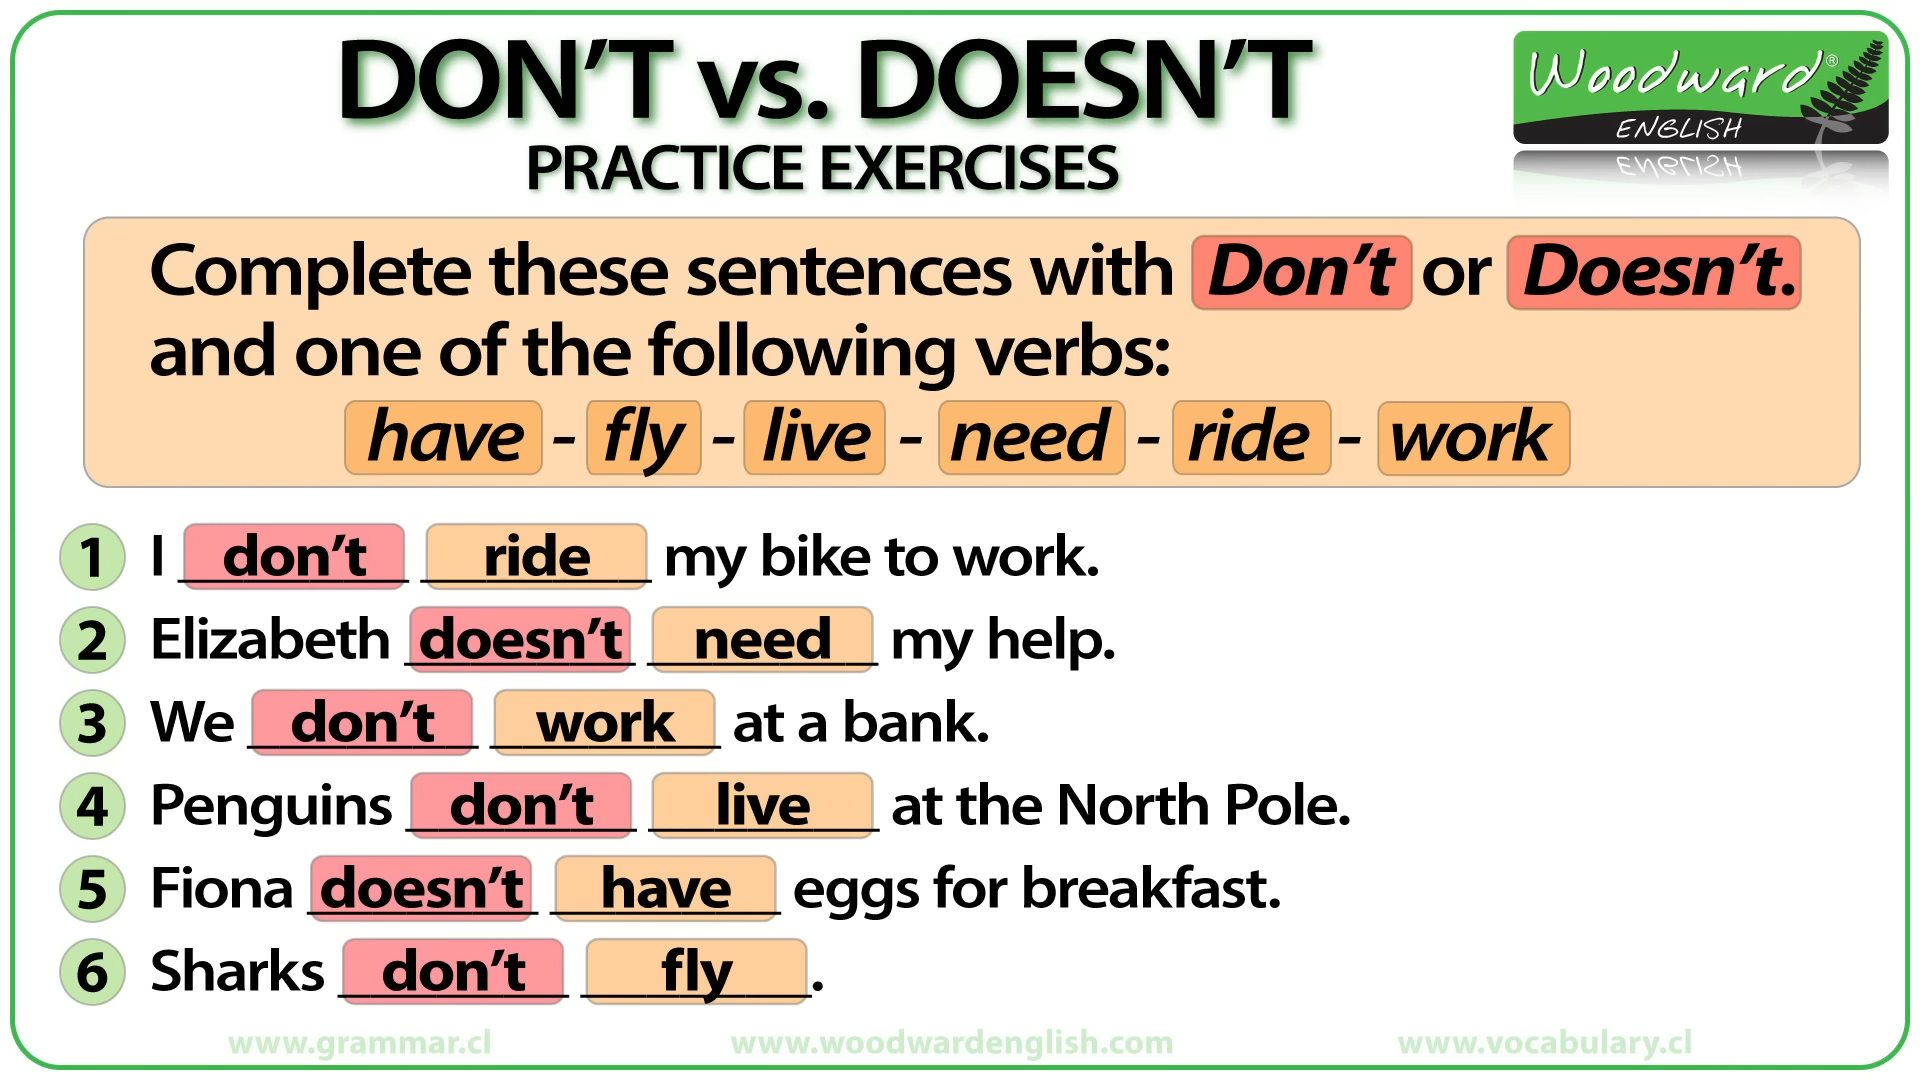 DON'T vs. DOESN'T
PRACTICE EXERCISES
Woodward®
ENGLISH
Complete these sentences with Don't or Doesn't.
and one of the following verbs:
have - fly - live - need - ride - work
1 I don't ride my bike to work.
2 Elizabeth doesn't need my help.
3 We don't work at a bank.
4 Penguins don't live at the North Pole.
5 Fiona doesn't have eggs for breakfast.
6 Sharks don't fly.
www.grammar.cl www.woodwardenglish.com www.vocabulary.cl